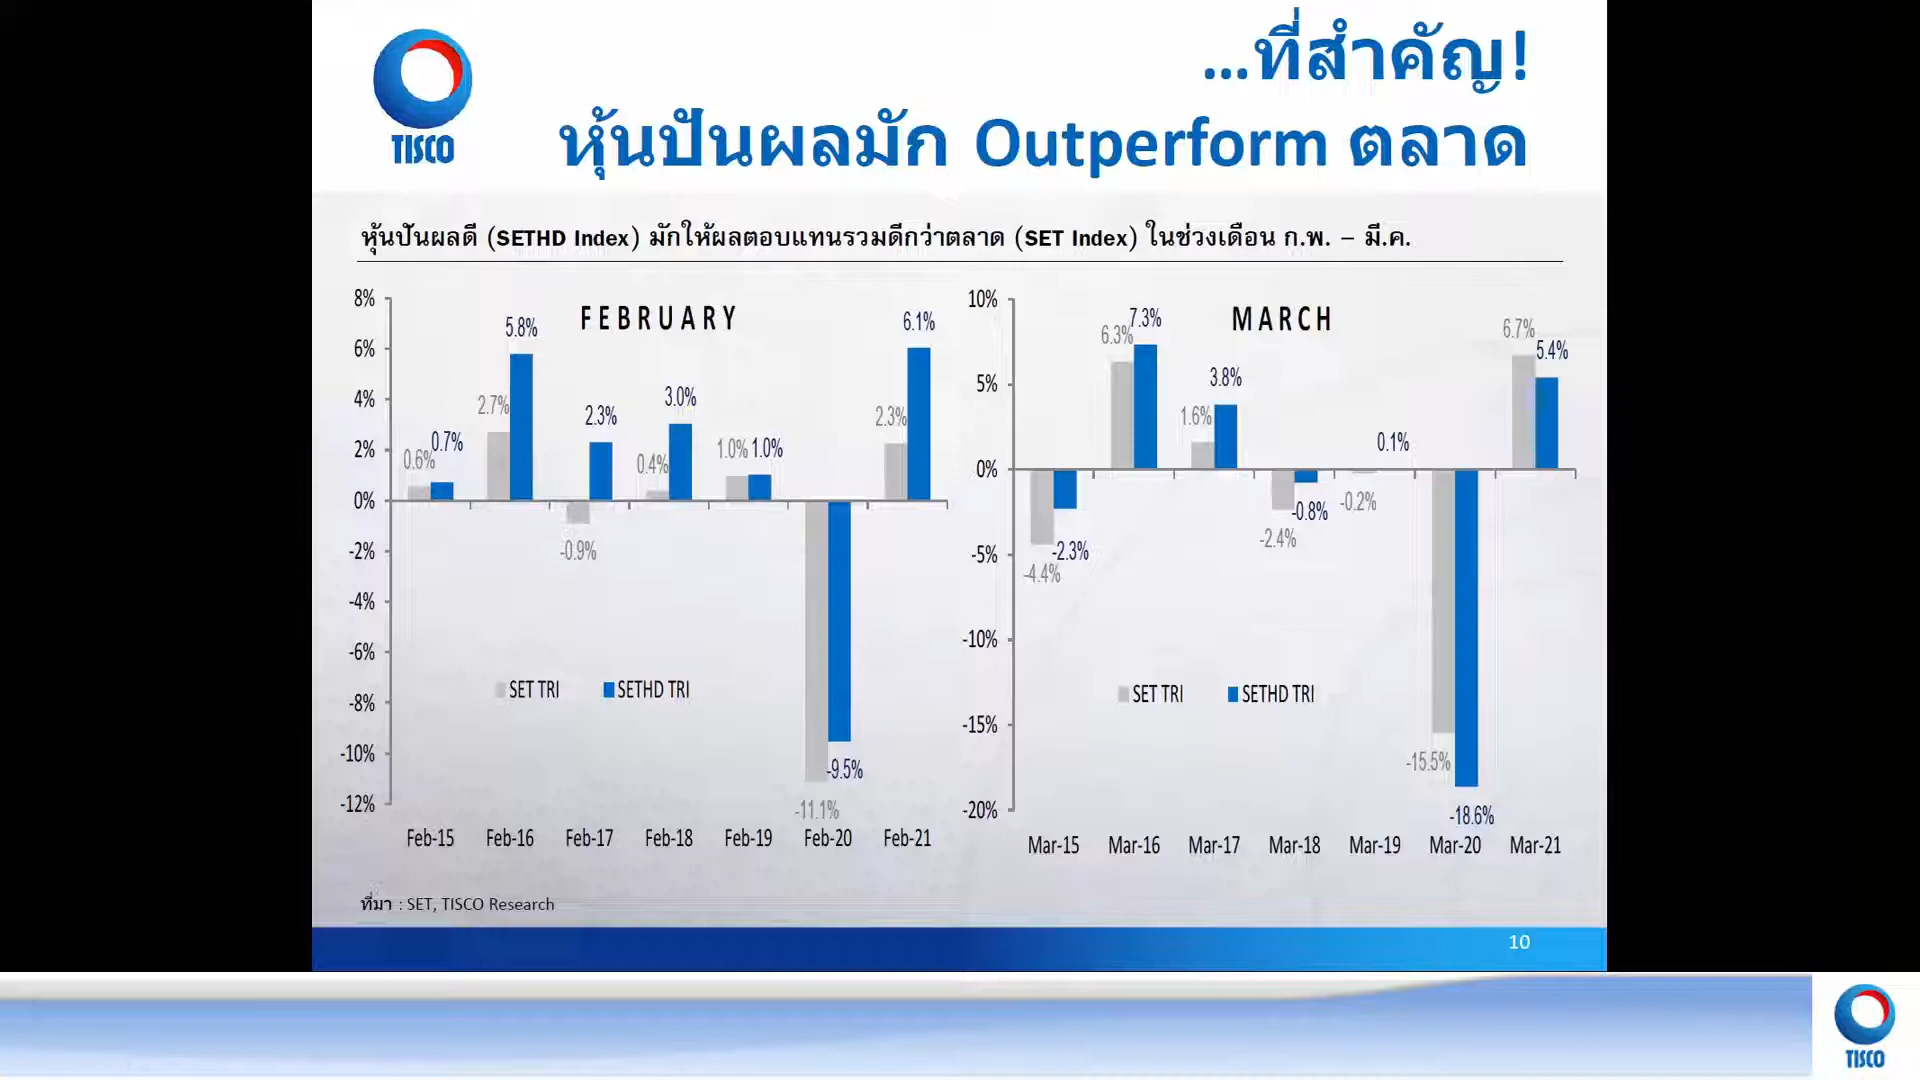 ...ที่สำคัญ!
TISCO
หุ้นปันผลมัก Outperform ตลาด
หุ้นปันผลดี (SETHD Index) มักให้ผลตอบแทนรวมดีกว่าตลาด (SET Index) ในช่วงเดือน ก.พ. – มี.ค.
FEBRUARY
8%
6%
4%
2%
0%
-2%
-4%
-6%
-8%
-10%
-12%
0.6%
0.7%
2.7%
5.8%
-0.9%
2.3%
0.4%
3.0%
1.0%
1.0%
-11.1%
-9.5%
2.3%
6.1%
SET TRI
SETHD TRI
Feb-15
Feb-16
Feb-17
Feb-18
Feb-19
Feb-20
Feb-21
MARCH
10%
5%
0%
-5%
-10%
-15%
-20%
-4.4%
-2.3%
6.3%
7.3%
1.6%
3.8%
-2.4%
-0.8%
-0.2%
0.1%
-15.5%
-18.6%
6.7%
5.4%
SET TRI
SETHD TRI
Mar-15
Mar-16
Mar-17
Mar-18
Mar-19
Mar-20
Mar-21
ที่มา : SET, TISCO Research
10
TISCO